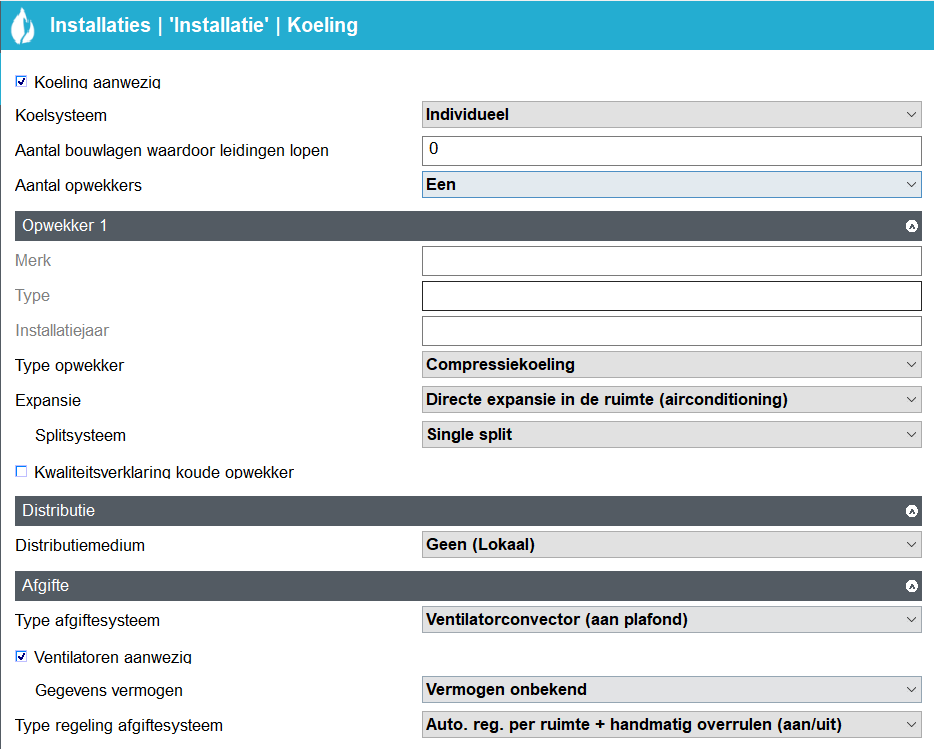 Installaties | 'Installatie' | Koeling
Koeling aanwezig
Koelsysteem Individueel
Aantal bouwlagen waardoor leidingen lopen 0
Aantal opwekkers Een
Opwekker 1
Merk
Type
Installatiejaar
Type opwekker Compressiekoeling
Expansie Directe expansie in de ruimte (airconditioning)
Splitsysteem Single split
Kwaliteitsverklaring koude opwekker
Distributie
Distributiemedium Geen (Lokaal)
Afgifte
Type afgiftesysteem Ventilatorconvector (aan plafond)
Ventilatoren aanwezig
Gegevens vermogen Vermogen onbekend
Type regeling afgiftesysteem Auto. reg. per ruimte + handmatig overrulen (aan/uit)